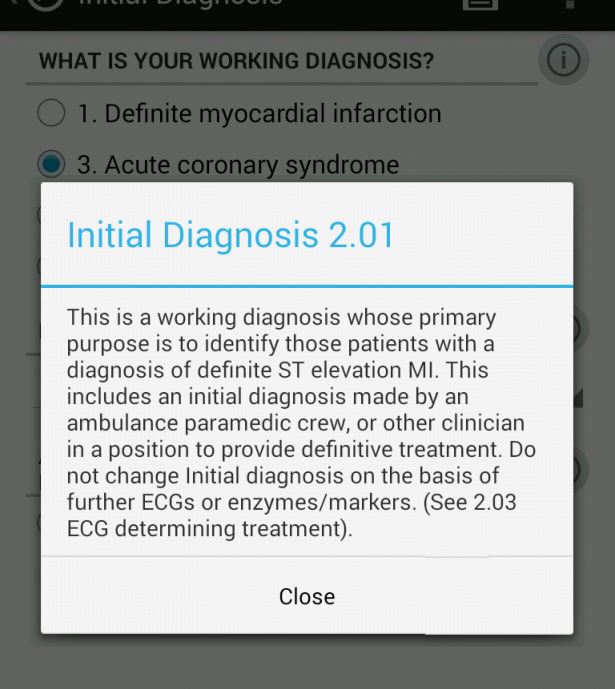 Initial Diagnosis
WHAT IS YOUR WORKING DIAGNOSIS?
1. Definite myocardial infarction
3. Acute coronary syndrome
Initial Diagnosis 2.01
This is a working diagnosis whose primary
purpose is to identify those patients with a
diagnosis of definite ST elevation MI. This
includes an initial diagnosis made by an
ambulance paramedic crew, or other clinician
in a position to provide definitive treatment. Do
not change Initial diagnosis on the basis of
further ECGs or enzymes/markers. (See 2.03
ECG determining treatment).
Close